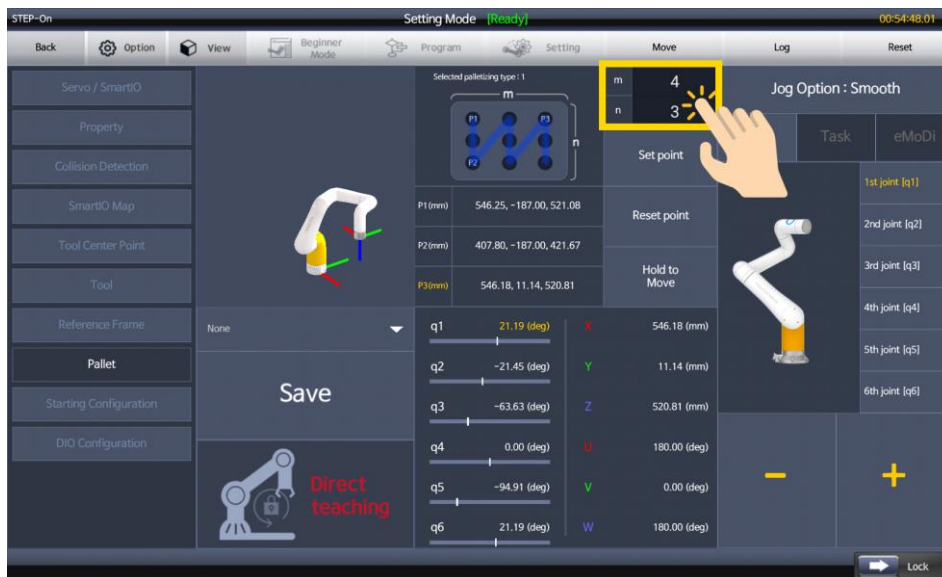 STEP-On
Setting Mode [Ready]
00:54:48.01
Back
Option
View
Beginner
Mode
Program
Setting
Move
Log
Reset
Servo / SmartIO
Property
Collision Detection
SmartIO Map
Tool Center Point
Tool
Reference Frame
Pallet
Starting Configuration
DIO Configuration
None
Save
Direct
teaching
Selected palletizing type : 1
m
P1
P3
n
P2
m 4
n 3
Set point
Reset point
Hold to
Move
P1(mm) 546.25, -187.00, 521.08
P2(mm) 407.80, -187.00, 421.67
P3(mm) 546.18, 11.14, 520.81
q1 21.19 (deg) X 546.18 (mm)
q2 -21.45 (deg) Y 11.14 (mm)
q3 -63.63 (deg) Z 520.81 (mm)
q4 0.00 (deg) U 180.00 (deg)
q5 -94.91 (deg) V 0.00 (deg)
q6 21.19 (deg) W 180.00 (deg)
Jog Option : Smooth
Task
eMoDi
1st joint [q1]
2nd joint [q2]
3rd joint [q3]
4th joint [q4]
5th joint [q5]
6th joint [q6]
-
+
Lock